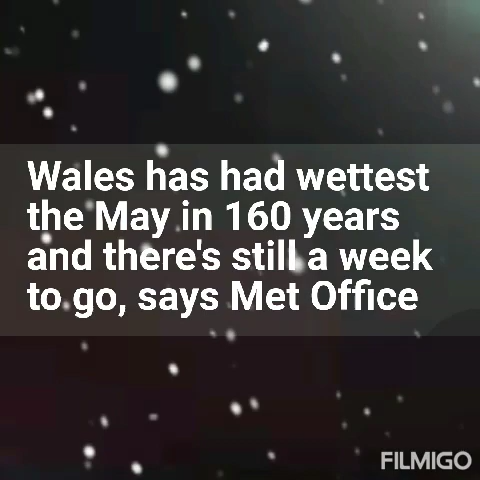 Wales has had wettest
the May in 160 years
and there's still a week
to go, says Met Office
FILMIGO